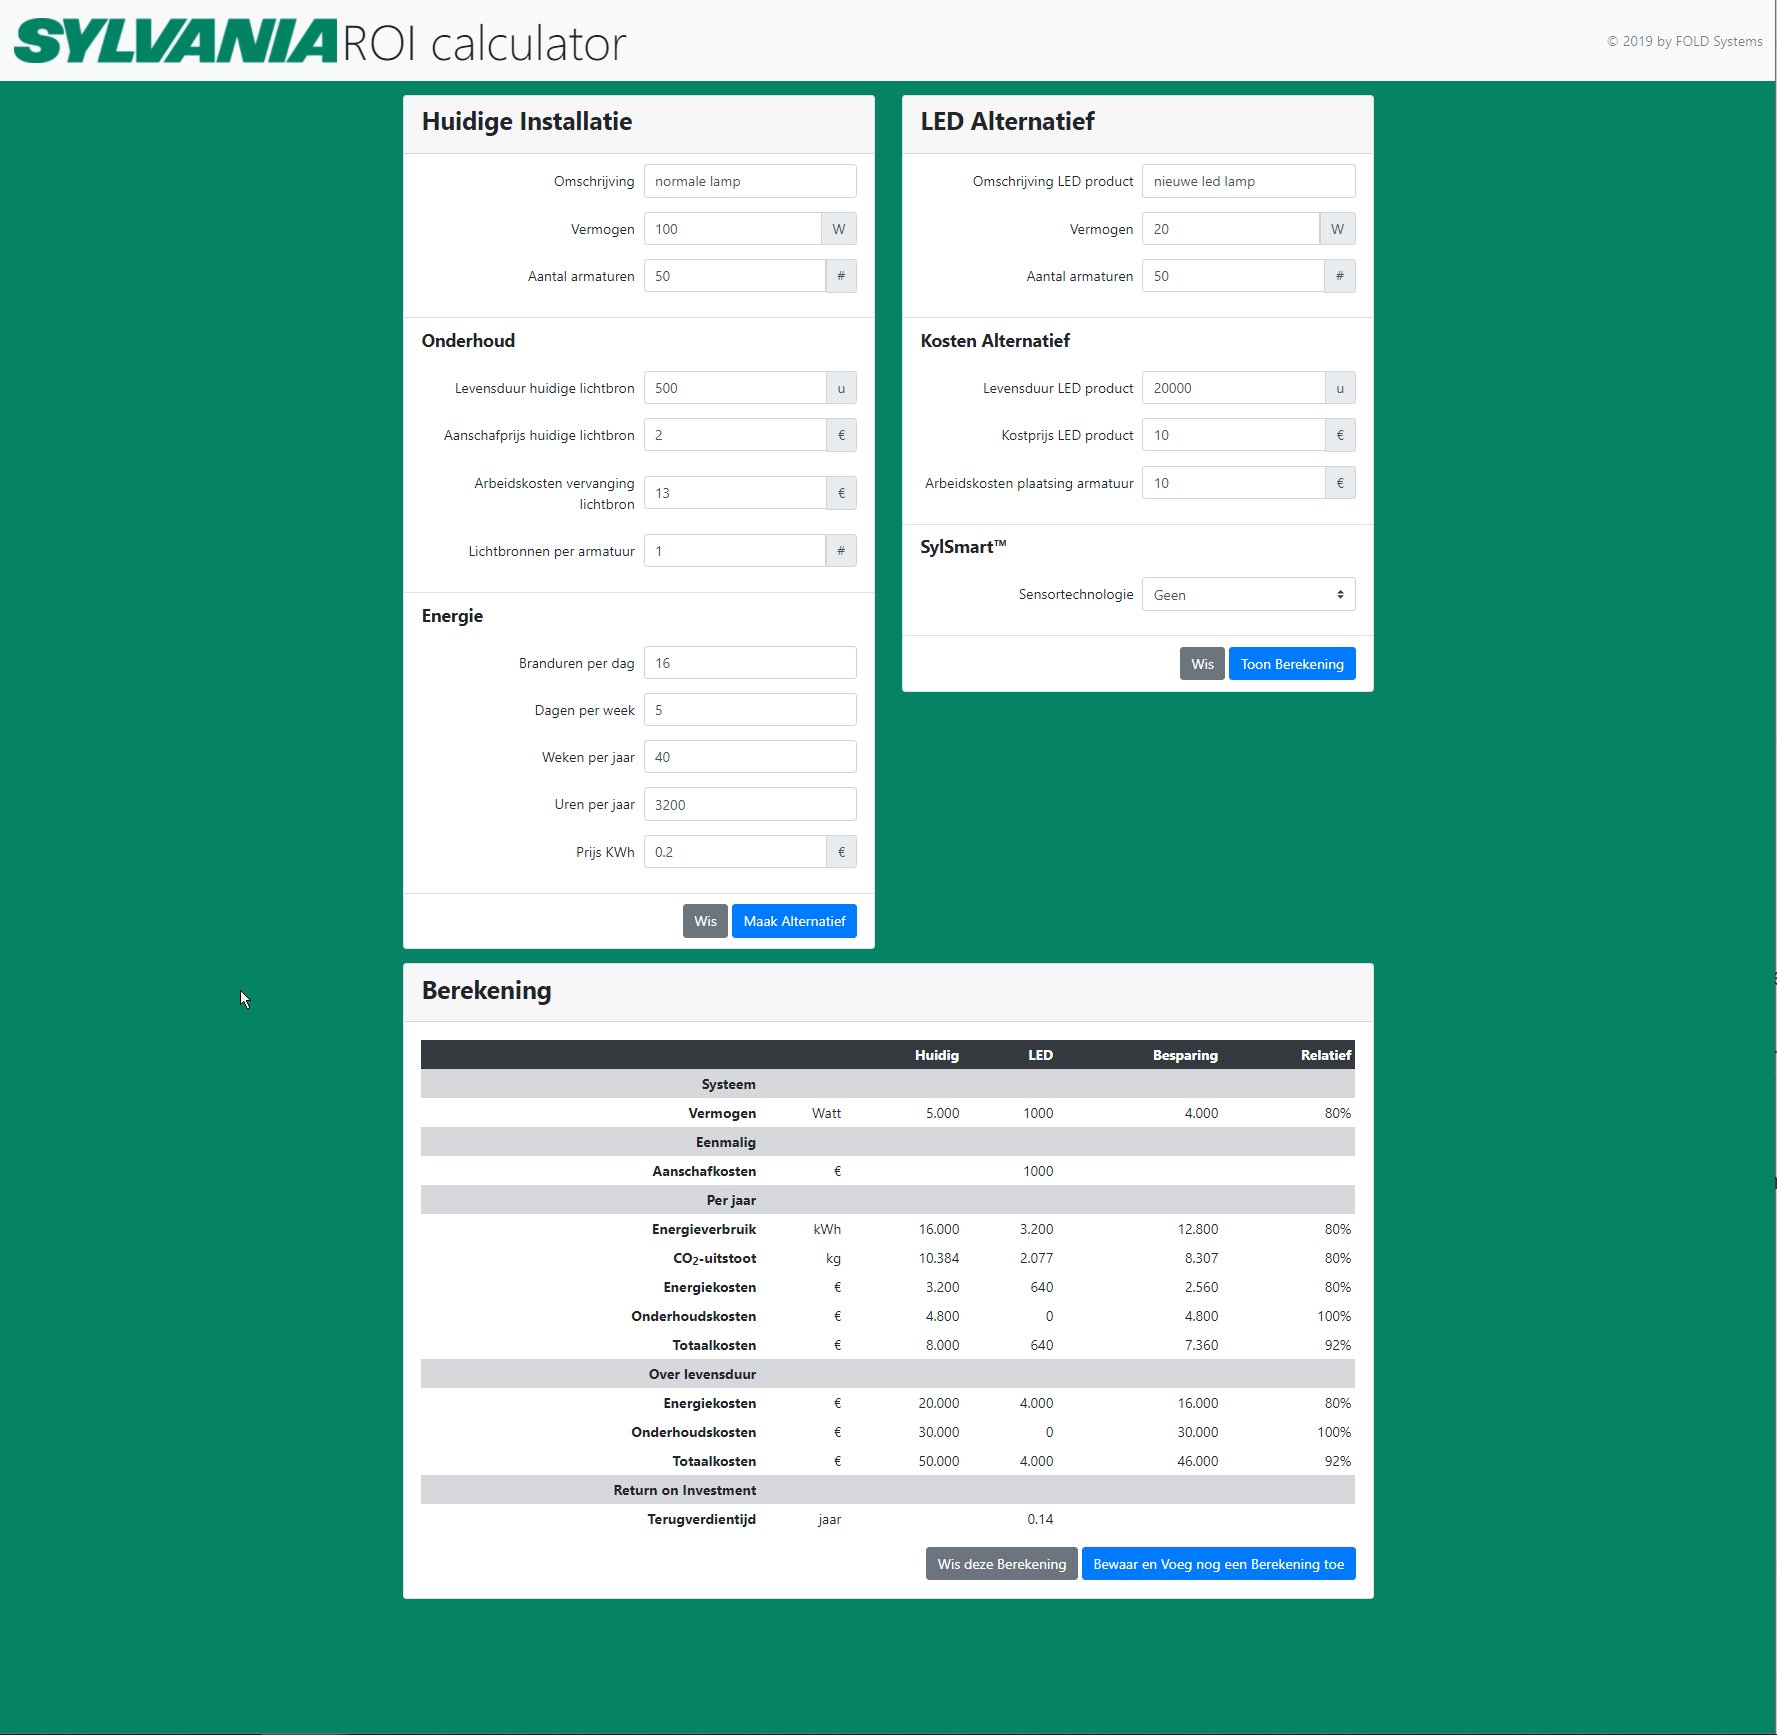 SYLVANIA ROI calculator
© 2019 by FOLD Systems
Huidige Installatie
Omschrijving normale lamp
Vermogen 100 W
Aantal armaturen 50 #
Onderhoud
Levensduur huidige lichtbron 500 u
Aanschafprijs huidige lichtbron 2 €
Arbeidskosten vervanging
lichtbron 13 €
Lichtbronnen per armatuur 1 #
Energie
Branduren per dag 16
Dagen per week 5
Weken per jaar 40
Uren per jaar 3200
Prijs KWh 0.2 €
Wis Maak Alternatief
LED Alternatief
Omschrijving LED product nieuwe led lamp
Vermogen 20 W
Aantal armaturen 50 #
Kosten Alternatief
Levensduur LED product 20000 u
Kostprijs LED product 10 €
Arbeidskosten plaatsing armatuur 10 €
SylSmart™
Sensortechnologie Geen
Wis Toon Berekening
Berekening
Huidig LED Besparing Relatief
Systeem
Vermogen Watt 5.000 1000 4.000 80%
Eenmalig
Aanschafkosten € 1000
Per jaar
Energieverbruik kWh 16.000 3.200 12.800 80%
CO₂-uitstoot kg 10.384 2.077 8.307 80%
Energiekosten € 3.200 640 2.560 80%
Onderhoudskosten € 4.800 0 4.800 100%
Totaalkosten € 8.000 640 7.360 92%
Over levensduur
Energiekosten € 20.000 4.000 16.000 80%
Onderhoudskosten € 30.000 0 30.000 100%
Totaalkosten € 50.000 4.000 46.000 92%
Return on Investment
Terugverdientijd jaar 0.14
Wis deze Berekening Bewaar en Voeg nog een Berekening toe